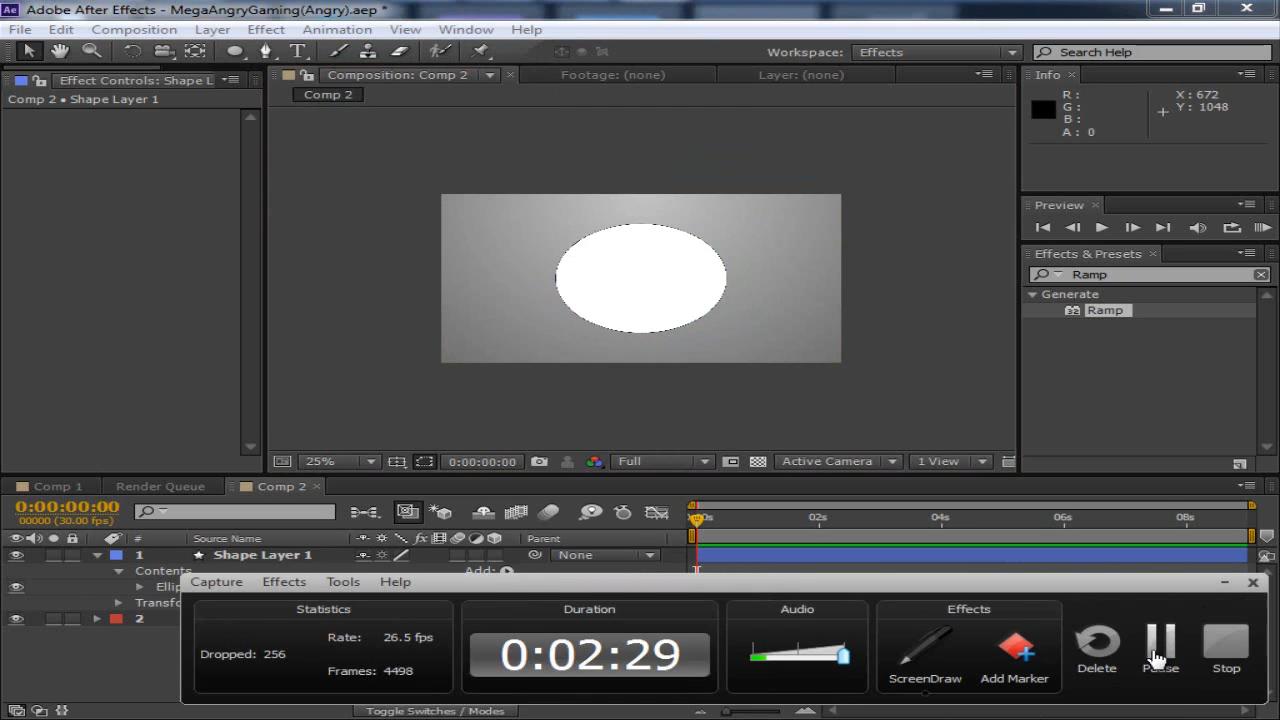 Ae Adobe After Effects - MegaAngryGaming(Angry).aep *
File Edit Composition Layer Effect Animation View Window Help
T Workspace: Effects Search Help
Effect Controls: Shape L
Composition: Comp 2 Footage: (none) Layer: (none)
Info
Comp 2 • Shape Layer 1
Comp 2
R :
G :
B :
A : 0
X : 672
Y : 1048
Preview
Effects & Presets
Ramp
Generate
32 Ramp
25% 0:00:00:00 Full Active Camera 1 View
Comp 1 Render Queue Comp 2
0:00:00:00
00000 (30.00 fps)
02s 04s 06s 08s
# Source Name fx Parent
1 Shape Layer 1 None
Contents Add:
2
Capture Effects Tools Help
Statistics Duration Audio Effects
Rate: 26.5 fps
Dropped: 256
Frames: 4498
0:02:29
ScreenDraw Add Marker Delete Pause Stop
Toggle Switches / Modes